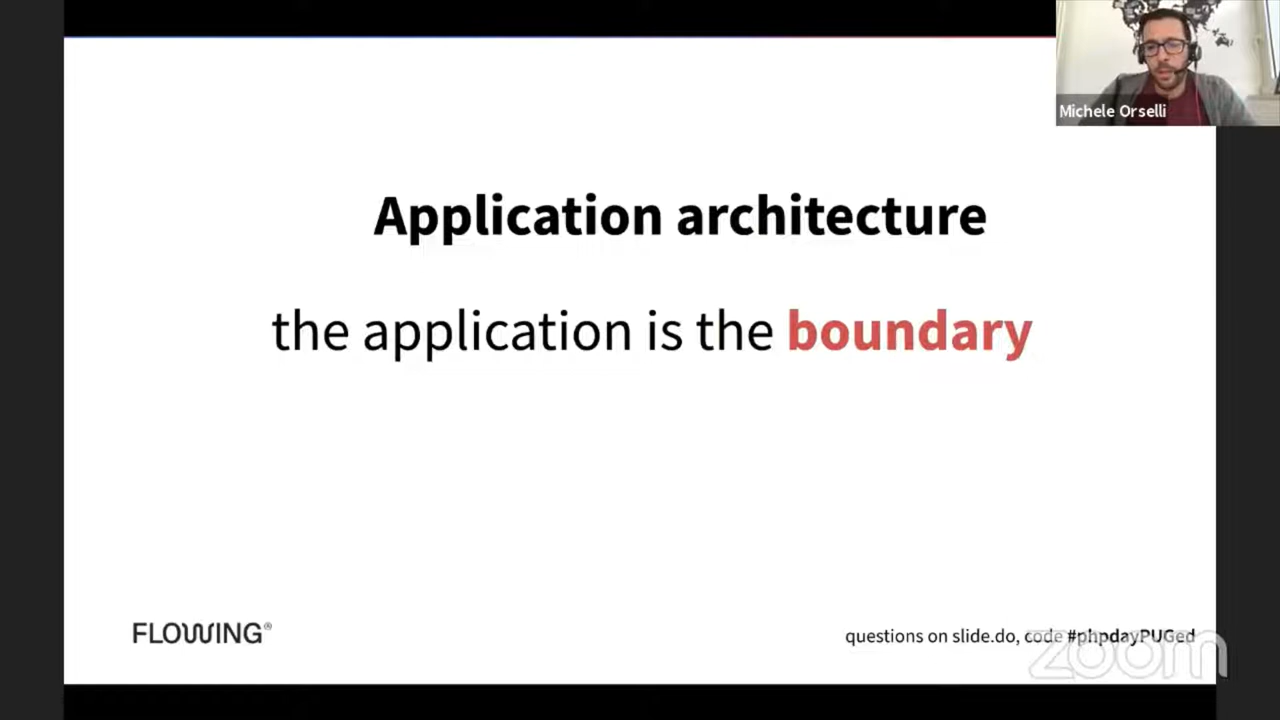 Michele Orselli
Application architecture
the application is the boundary
FLOWING®
questions on slide.do, code #phpdayPUGed
zoom